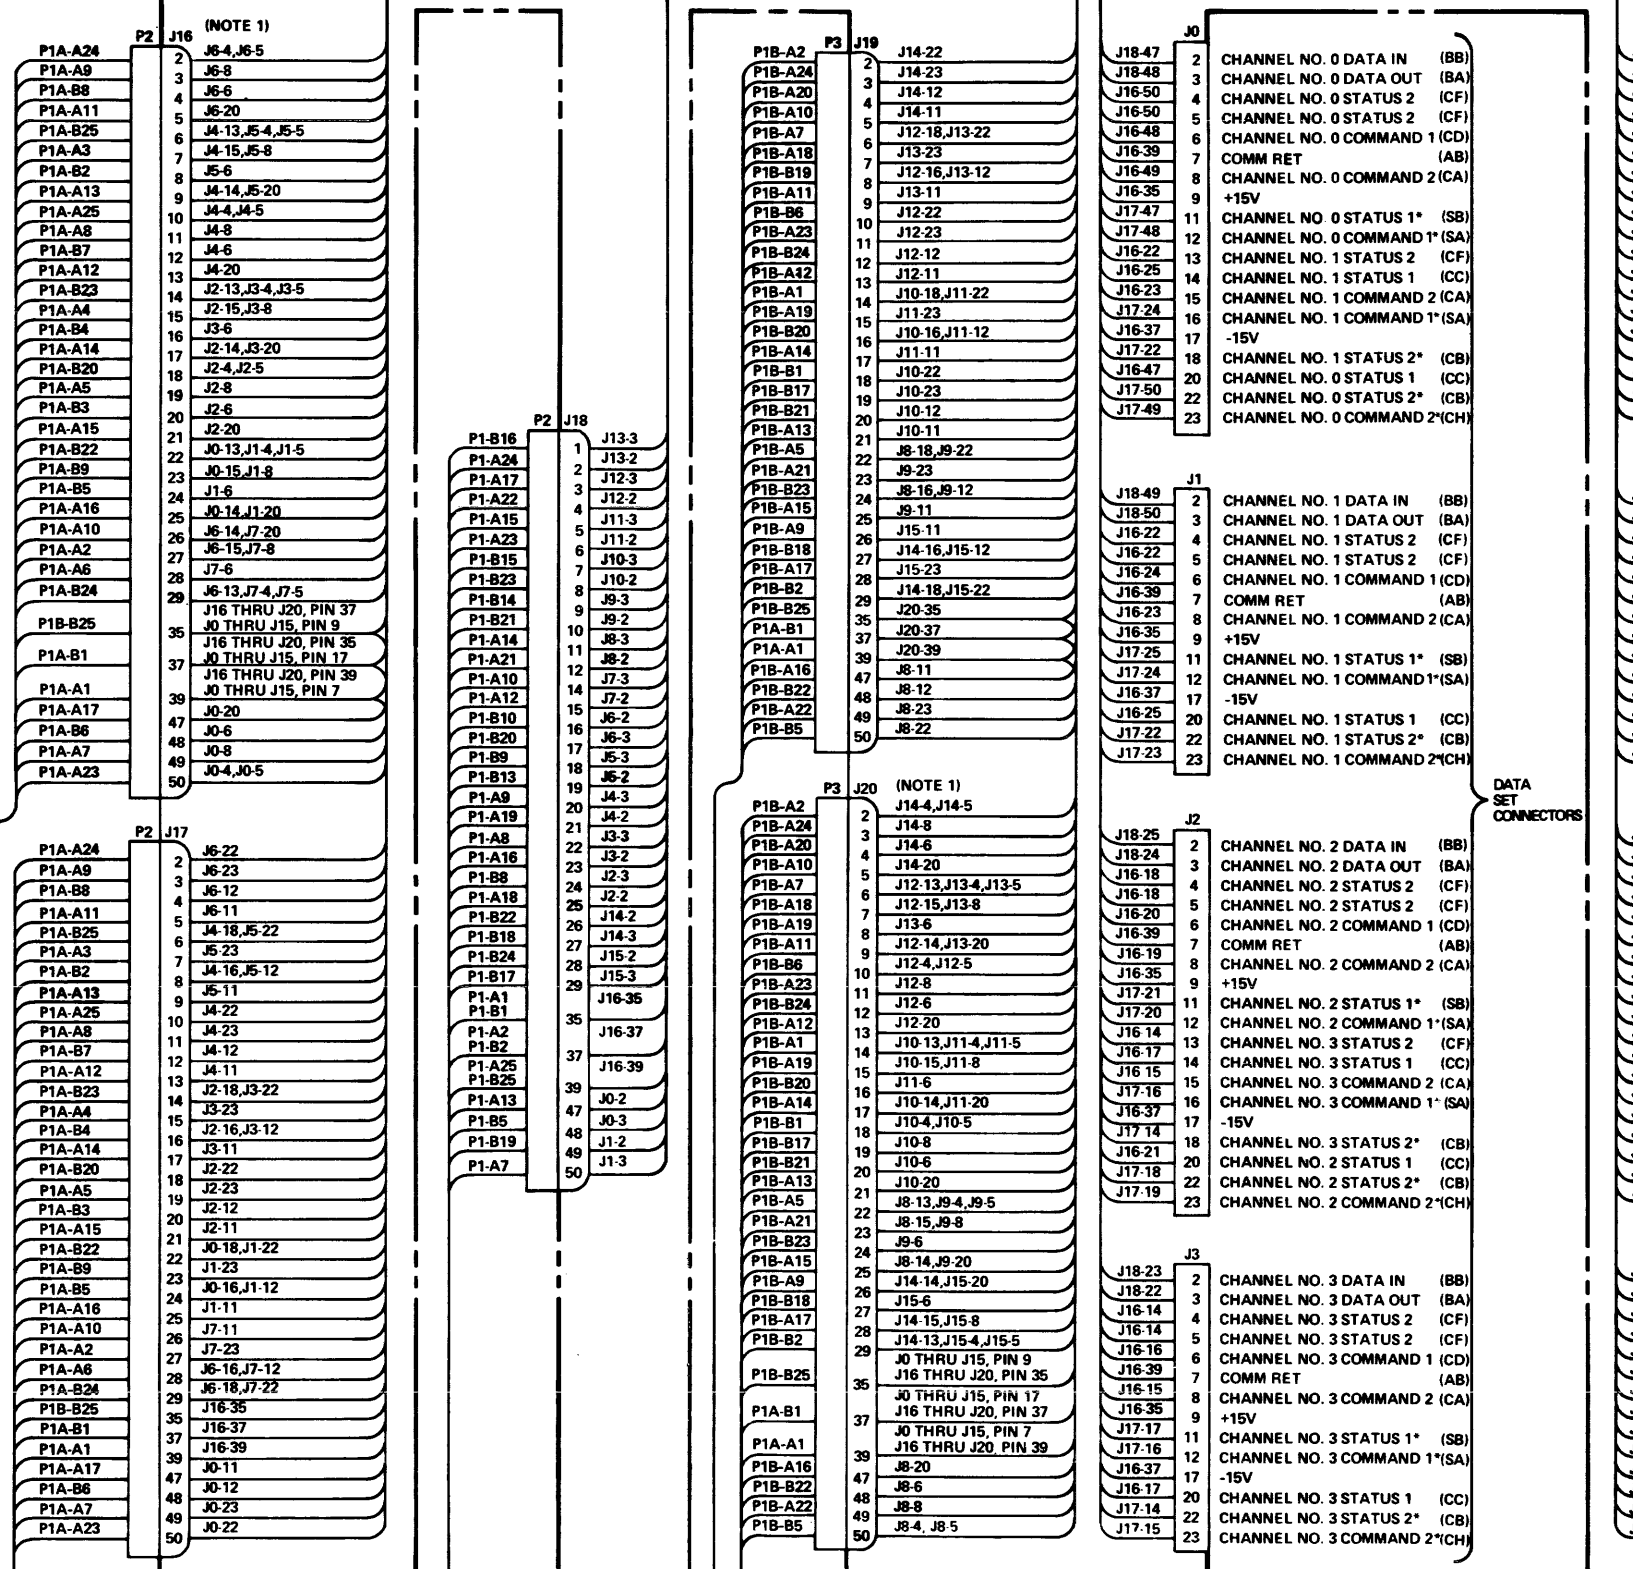 (NOTE 1)
P2 J16
P1A-A24 2 J6-4,J6-5
P1A-A9 3 J6-8
P1A-B8 4 J6-6
P1A-A11 5 J6-20
P1A-B25 6 J4-13,J5-4,J5-5
P1A-A3 7 J4-15,J5-8
P1A-B2 8 J5-6
P1A-A13 9 J4-14,J5-20
P1A-A25 10 J4-4,J4-5
P1A-A8 11 J4-8
P1A-B7 12 J4-6
P1A-A12 13 J4-20
P1A-B23 14 J2-13,J3-4,J3-5
P1A-A4 15 J2-15,J3-8
P1A-B4 16 J3-6
P1A-A14 17 J2-14,J3-20
P1A-B20 18 J2-4,J2-5
P1A-A5 19 J2-8
P1A-B3 20 J2-6
P1A-A15 21 J2-20
P1A-B22 22 J0-13,J1-4,J1-5
P1A-B9 23 J0-15,J1-8
P1A-B5 24 J1-6
P1A-A16 25 J0-14,J1-20
P1A-A10 26 J6-14,J7-20
P1A-A2 27 J6-15,J7-8
P1A-A6 28 J7-6
P1A-B24 29 J6-13,J7-4,J7-5
J16 THRU J20, PIN 37
P1B-B25 35 J0 THRU J15, PIN 9
J16 THRU J20, PIN 35
P1A-B1 37 J0 THRU J15, PIN 17
J16 THRU J20, PIN 39
P1A-A1 39 J0 THRU J15, PIN 7
P1A-A17 47 J0-20
P1A-B6 48 J0-6
P1A-A7 49 J0-8
P1A-A23 50 J0-4,J0-5
P2 J17
P1A-A24 2 J6-22
P1A-A9 3 J6-23
P1A-B8 4 J6-12
P1A-A11 5 J6-11
P1A-B25 6 J4-18,J5-22
P1A-A3 7 J5-23
P1A-B2 8 J4-16,J5-12
P1A-A13 9 J5-11
P1A-A25 10 J4-22
P1A-A8 11 J4-23
P1A-B7 12 J4-12
P1A-A12 13 J4-11
P1A-B23 14 J2-18,J3-22
P1A-A4 15 J3-23
P1A-B4 16 J2-16,J3-12
P1A-A14 17 J3-11
P1A-B20 18 J2-22
P1A-A5 19 J2-23
P1A-B3 20 J2-12
P1A-A15 21 J2-11
P1A-B22 22 J0-18,J1-22
P1A-B9 23 J1-23
P1A-B5 24 J0-16,J1-12
P1A-A16 25 J1-11
P1A-A10 26 J7-11
P1A-A2 27 J7-23
P1A-A6 28 J6-16,J7-12
P1A-B24 29 J6-18,J7-22
P1B-B25 35 J16-35
P1A-B1 37 J16-37
P1A-A1 39 J16-39
P1A-A17 47 J0-11
P1A-B6 48 J0-12
P1A-A7 49 J0-23
P1A-A23 50 J0-22
P2 J18
P1-B16 1 J13-3
P1-A24 2 J13-2
P1-A17 3 J12-3
P1-A22 4 J12-2
P1-A15 5 J11-3
P1-A23 6 J11-2
P1-B15 7 J10-3
P1-B23 8 J10-2
P1-B14 9 J9-3
P1-B21 10 J9-2
P1-A14 11 J8-3
P1-A21 12 J8-2
P1-A10 14 J7-3
P1-A12 15 J7-2
P1-B10 16 J6-2
P1-B20 17 J6-3
P1-B9 18 J5-3
P1-B13 19 J5-2
P1-A9 20 J4-3
P1-A19 21 J4-2
P1-A8 22 J3-3
P1-A16 23 J3-2
P1-B8 24 J2-3
P1-A18 25 J2-2
P1-B22 26 J14-2
P1-B18 27 J14-3
P1-B24 28 J15-2
P1-B17 29 J15-3
P1-A1 J16-35
P1-B1 35
P1-A2 J16-37
P1-B2 37
P1-A25 J16-39
P1-B25 39
P1-A13 47 J0-2
P1-B5 48 J0-3
P1-B19 49 J1-2
P1-A7 50 J1-3
P3 J19
P1B-A2 2 J14-22
P1B-A24 3 J14-23
P1B-A20 4 J14-12
P1B-A10 5 J14-11
P1B-A7 6 J12-18,J13-22
P1B-A18 7 J13-23
P1B-B19 8 J12-16,J13-12
P1B-A11 9 J13-11
P1B-B6 10 J12-22
P1B-A23 11 J12-23
P1B-B24 12 J12-12
P1B-A12 13 J12-11
P1B-A1 14 J10-18,J11-22
P1B-A19 15 J11-23
P1B-B20 16 J10-16,J11-12
P1B-A14 17 J11-11
P1B-B1 18 J10-22
P1B-B17 19 J10-23
P1B-B21 20 J10-12
P1B-A13 21 J10-11
P1B-A5 22 J8-18,J9-22
P1B-A21 23 J9-23
P1B-B23 24 J8-16,J9-12
P1B-A15 25 J9-11
P1B-A9 26 J15-11
P1B-B18 27 J14-16,J15-12
P1B-A17 28 J15-23
P1B-B2 29 J14-18,J15-22
P1B-B25 35 J20-35
P1A-B1 37 J20-37
P1A-A1 39 J20-39
P1B-A16 47 J8-11
P1B-B22 48 J8-12
P1B-A22 49 J8-23
P1B-B5 50 J8-22
P3 J20 (NOTE 1)
P1B-A2 2 J14-4,J14-5
P1B-A24 3 J14-8
P1B-A20 4 J14-6
P1B-A10 5 J14-20
P1B-A7 6 J12-13,J13-4,J13-5
P1B-A18 7 J12-15,J13-8
P1B-A19 8 J13-6
P1B-A11 9 J12-14,J13-20
P1B-B6 10 J12-4,J12-5
P1B-A23 11 J12-8
P1B-B24 12 J12-6
P1B-A12 13 J12-20
P1B-A1 14 J10-13,J11-4,J11-5
P1B-A19 15 J10-15,J11-8
P1B-B20 16 J11-6
P1B-A14 17 J10-14,J11-20
P1B-B1 18 J10-4,J10-5
P1B-B17 19 J10-8
P1B-B21 20 J10-6
P1B-A13 21 J10-20
P1B-A5 22 J8-13,J9-4,J9-5
P1B-A21 23 J8-15,J9-8
P1B-B23 24 J9-6
P1B-A15 25 J8-14,J9-20
P1B-A9 26 J14-14,J15-20
P1B-B18 27 J15-6
P1B-A17 28 J14-15,J15-8
P1B-B2 29 J14-13,J15-4,J15-5
J0 THRU J15, PIN 9
P1B-B25 35 J16 THRU J20, PIN 35
J0 THRU J15, PIN 17
P1A-B1 37 J16 THRU J20, PIN 37
J0 THRU J15, PIN 7
P1A-A1 39 J16 THRU J20, PIN 39
P1B-A16 47 J8-20
P1B-B22 48 J8-6
P1B-A22 49 J8-8
P1B-B5 50 J8-4, J8-5
J0
J18-47 2 CHANNEL NO. 0 DATA IN (BB)
J18-48 3 CHANNEL NO. 0 DATA OUT (BA)
J16-50 4 CHANNEL NO. 0 STATUS 2 (CF)
J16-50 5 CHANNEL NO. 0 STATUS 2 (CF)
J16-48 6 CHANNEL NO. 0 COMMAND 1 (CD)
J16-39 7 COMM RET (AB)
J16-49 8 CHANNEL NO. 0 COMMAND 2 (CA)
J16-35 9 +15V
J17-47 11 CHANNEL NO. 0 STATUS 1* (SB)
J17-48 12 CHANNEL NO. 0 COMMAND 1* (SA)
J16-22 13 CHANNEL NO. 1 STATUS 2 (CF)
J16-25 14 CHANNEL NO. 1 STATUS 1 (CC)
J16-23 15 CHANNEL NO. 1 COMMAND 2 (CA)
J17-24 16 CHANNEL NO. 1 COMMAND 1* (SA)
J16-37 17 -15V
J17-22 18 CHANNEL NO. 1 STATUS 2* (CB)
J16-47 20 CHANNEL NO. 0 STATUS 1 (CC)
J17-50 22 CHANNEL NO. 0 STATUS 2* (CB)
J17-49 23 CHANNEL NO. 0 COMMAND 2* (CH)
J1
J18-49 2 CHANNEL NO. 1 DATA IN (BB)
J18-50 3 CHANNEL NO. 1 DATA OUT (BA)
J16-22 4 CHANNEL NO. 1 STATUS 2 (CF)
J16-22 5 CHANNEL NO. 1 STATUS 2 (CF)
J16-24 6 CHANNEL NO. 1 COMMAND 1 (CD)
J16-39 7 COMM RET (AB)
J16-23 8 CHANNEL NO. 1 COMMAND 2 (CA)
J16-35 9 +15V
J17-25 11 CHANNEL NO. 1 STATUS 1* (SB)
J17-24 12 CHANNEL NO. 1 COMMAND 1* (SA)
J16-37 17 -15V
J16-25 20 CHANNEL NO. 1 STATUS 1 (CC)
J17-22 22 CHANNEL NO. 1 STATUS 2* (CB)
J17-23 23 CHANNEL NO. 1 COMMAND 2* (CH)
DATA
SET
CONNECTORS
J2
J18-25 2 CHANNEL NO. 2 DATA IN (BB)
J18-24 3 CHANNEL NO. 2 DATA OUT (BA)
J16-18 4 CHANNEL NO. 2 STATUS 2 (CF)
J16-18 5 CHANNEL NO. 2 STATUS 2 (CF)
J16-20 6 CHANNEL NO. 2 COMMAND 1 (CD)
J16-39 7 COMM RET (AB)
J16-19 8 CHANNEL NO. 2 COMMAND 2 (CA)
J16-35 9 +15V
J17-21 11 CHANNEL NO. 2 STATUS 1* (SB)
J17-20 12 CHANNEL NO. 2 COMMAND 1* (SA)
J16-14 13 CHANNEL NO. 3 STATUS 2 (CF)
J16-17 14 CHANNEL NO. 3 STATUS 1 (CC)
J16-15 15 CHANNEL NO. 3 COMMAND 2 (CA)
J17-16 16 CHANNEL NO. 3 COMMAND 1* (SA)
J16-37 17 -15V
J17-14 18 CHANNEL NO. 3 STATUS 2* (CB)
J16-21 20 CHANNEL NO. 2 STATUS 1 (CC)
J17-18 22 CHANNEL NO. 2 STATUS 2* (CB)
J17-19 23 CHANNEL NO. 2 COMMAND 2* (CH)
J3
J18-23 2 CHANNEL NO. 3 DATA IN (BB)
J18-22 3 CHANNEL NO. 3 DATA OUT (BA)
J16-14 4 CHANNEL NO. 3 STATUS 2 (CF)
J16-14 5 CHANNEL NO. 3 STATUS 2 (CF)
J16-16 6 CHANNEL NO. 3 COMMAND 1 (CD)
J16-39 7 COMM RET (AB)
J16-15 8 CHANNEL NO. 3 COMMAND 2 (CA)
J16-35 9 +15V
J17-17 11 CHANNEL NO. 3 STATUS 1* (SB)
J17-16 12 CHANNEL NO. 3 COMMAND 1* (SA)
J16-37 17 -15V
J16-17 20 CHANNEL NO. 3 STATUS 1 (CC)
J17-14 22 CHANNEL NO. 3 STATUS 2* (CB)
J17-15 23 CHANNEL NO. 3 COMMAND 2* (CH)